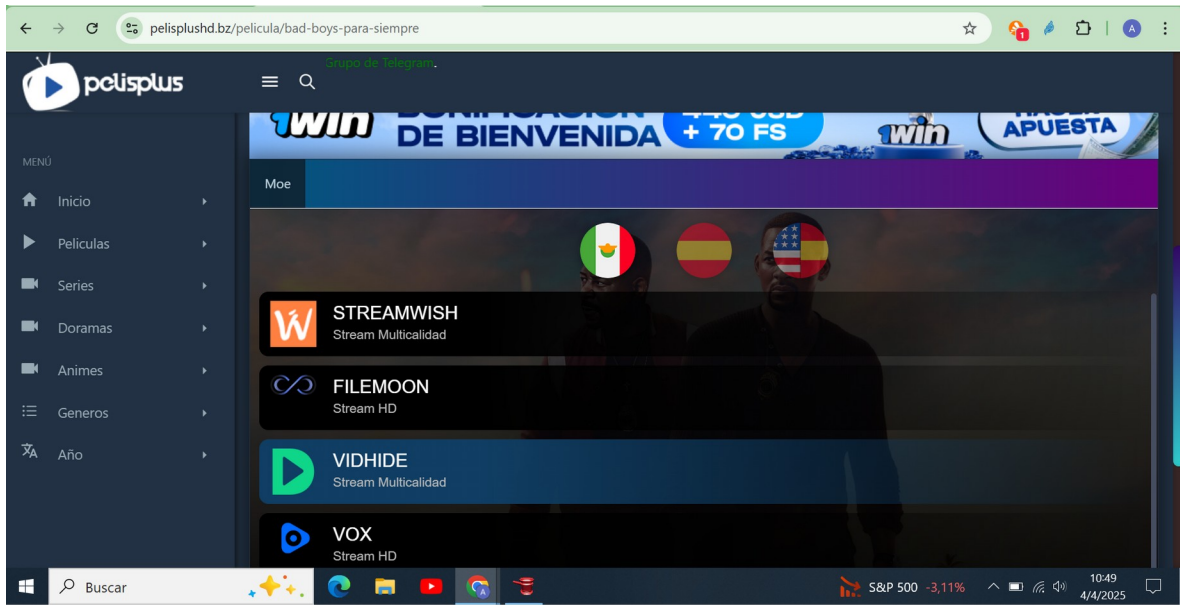 pelisplushd.bz/pelicula/bad-boys-para-siempre
1
A
pelisplus
Grupo de Telegram.
1win
DE BIENVENIDA
+ 70 FS
1win
APUESTA
MENÚ
Moe
Inicio
Peliculas
Series
Doramas
Animes
Generos
Año
STREAMWISH
Stream Multicalidad
FILEMOON
Stream HD
VIDHIDE
Stream Multicalidad
VOX
Stream HD
Buscar
S&P 500 -3,11%
10:49
4/4/2025